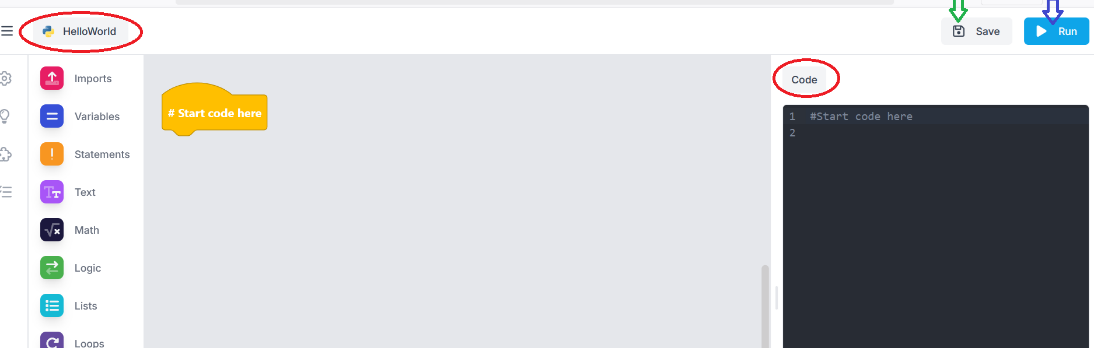 HelloWorld
Save
Run
Imports
Variables
Statements
Text
Math
Logic
Lists
Loops
# Start code here
Code
1 #Start code here
2